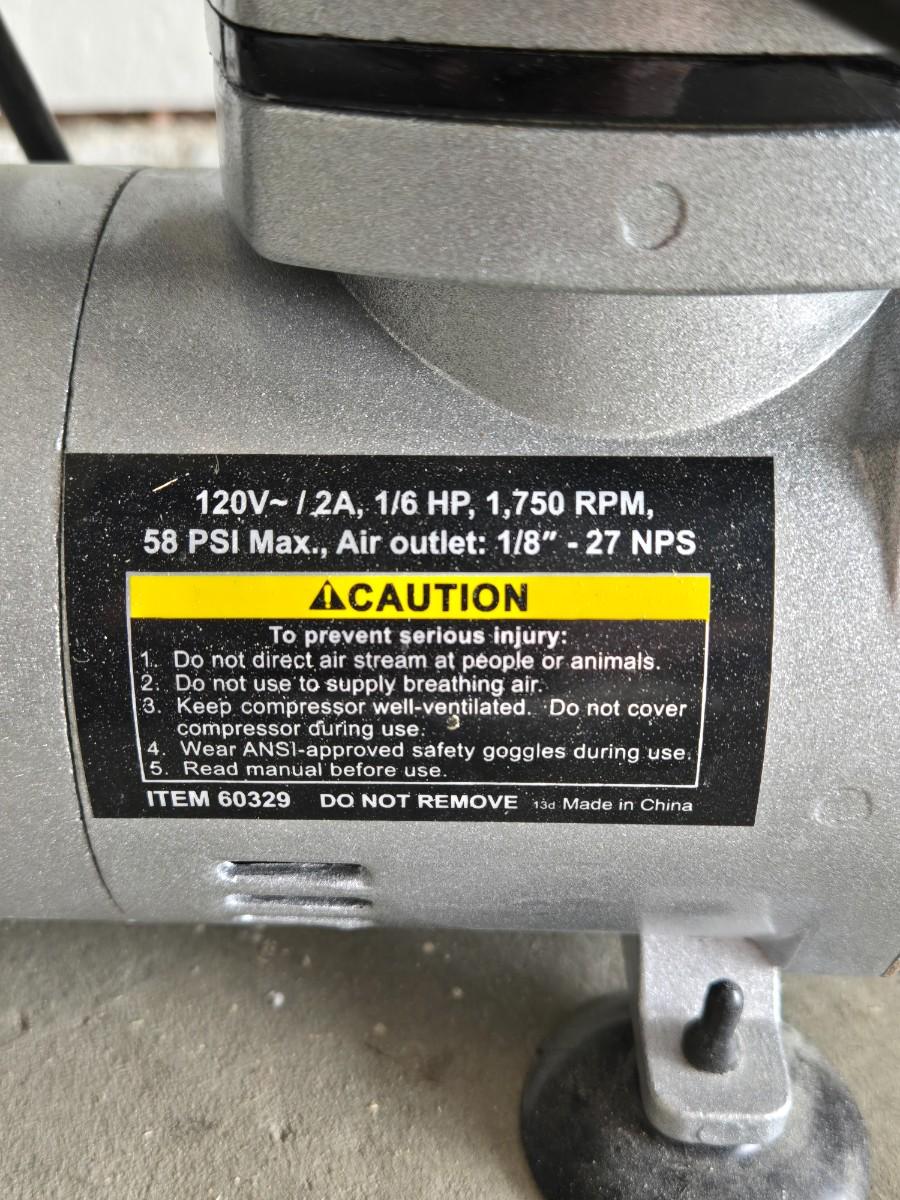 120V~ / 2A, 1/6 HP, 1,750 RPM,
58 PSI Max., Air outlet: 1/8″ - 27 NPS
⚠CAUTION
To prevent serious injury:
1. Do not direct air stream at people or animals.
2. Do not use to supply breathing air.
3. Keep compressor well-ventilated. Do not cover
compressor during use.
4. Wear ANSI-approved safety goggles during use.
5. Read manual before use.
ITEM 60329 DO NOT REMOVE 13d Made in China